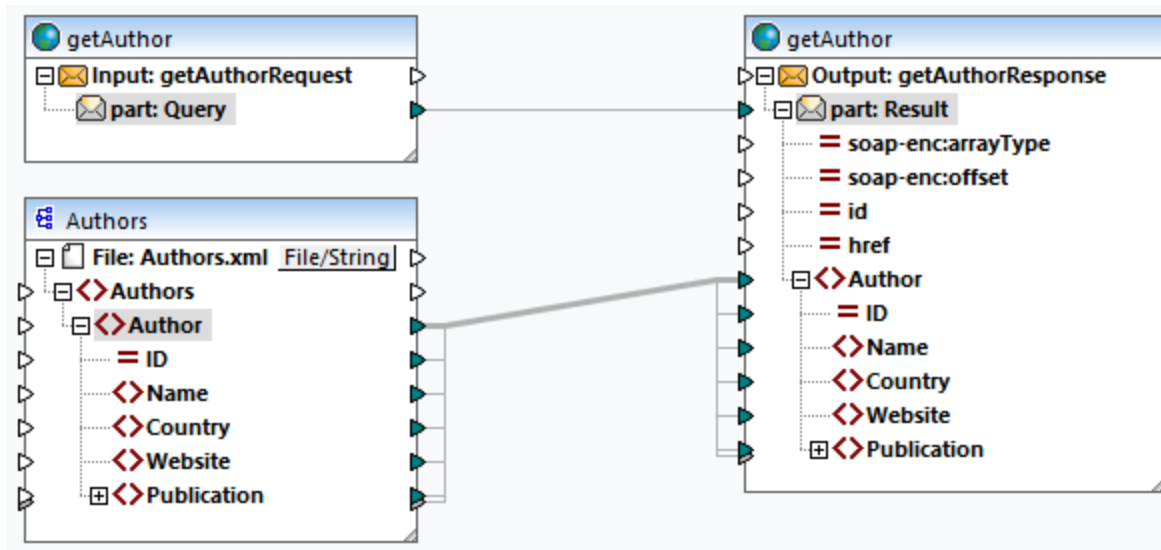 getAuthor
Input: getAuthorRequest
part: Query
Authors
File: Authors.xml File/String
Authors
Author
= ID
Name
Country
Website
Publication
getAuthor
Output: getAuthorResponse
part: Result
= soap-enc:arrayType
= soap-enc:offset
= id
= href
Author
= ID
Name
Country
Website
Publication